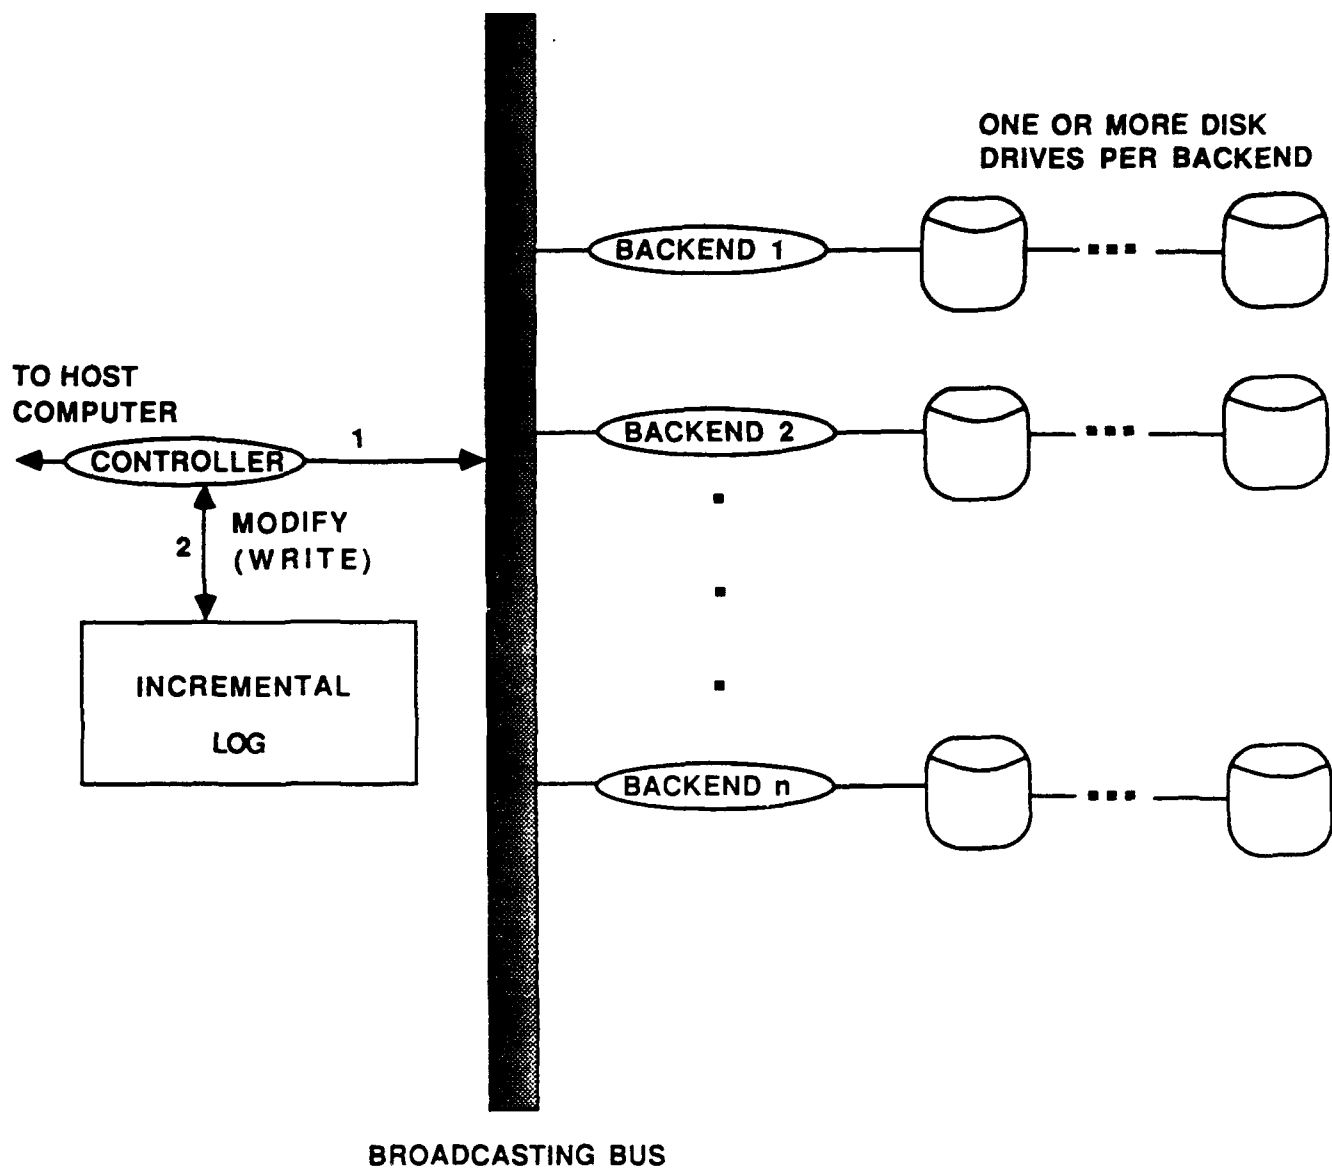 ONE OR MORE DISK
DRIVES PER BACKEND
BACKEND 1
TO HOST
COMPUTER
CONTROLLER
1
BACKEND 2
2
MODIFY
(WRITE)
INCREMENTAL
LOG
BACKEND n
BROADCASTING BUS